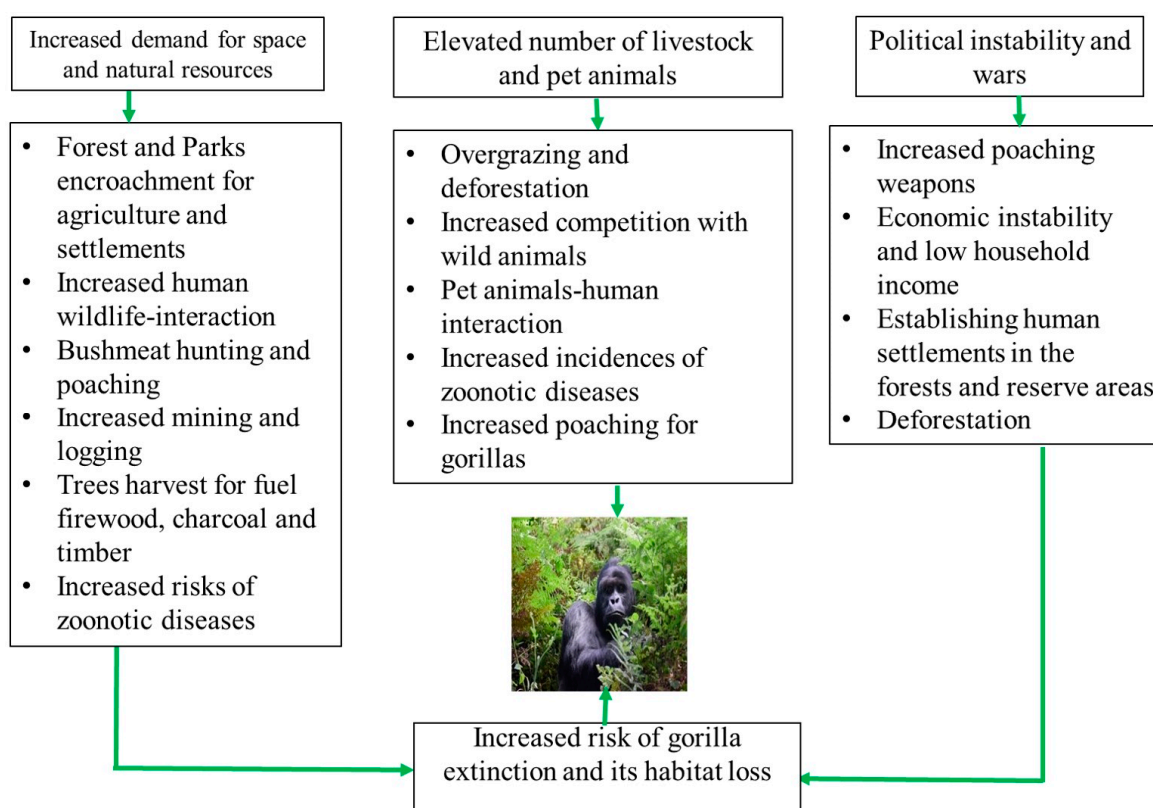 Increased demand for space
and natural resources
• Forest and Parks
encroachment for
agriculture and
settlements
• Increased human
wildlife-interaction
• Bushmeat hunting and
poaching
• Increased mining and
logging
• Trees harvest for fuel
firewood, charcoal and
timber
• Increased risks of
zoonotic diseases
Elevated number of livestock
and pet animals
• Overgrazing and
deforestation
• Increased competition with
wild animals
• Pet animals-human
interaction
• Increased incidences of
zoonotic diseases
• Increased poaching for
gorillas
Political instability and
wars
• Increased poaching
weapons
• Economic instability
and low household
income
• Establishing human
settlements in the
forests and reserve areas
• Deforestation
Increased risk of gorilla
extinction and its habitat loss